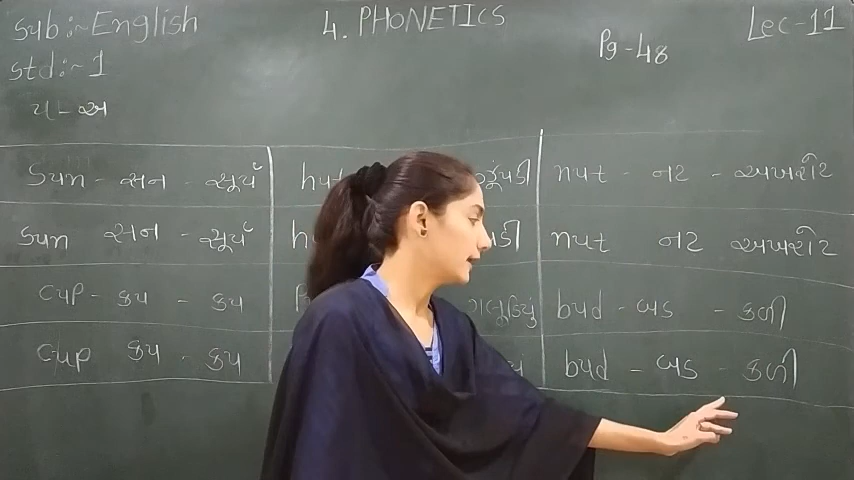 Sub:~English
4. PHONETICS
Lec-11
Pg-48
Std:~1
Sun - સન - સૂર્ય
hut
nut - નટ - અખરોટ
Sun સન - સૂર્ય
nut નટ અખરોટ
Cup - કપ - કપ
bud - બડ - કળી
Cup કપ - કપ
bud - બડ - કળી